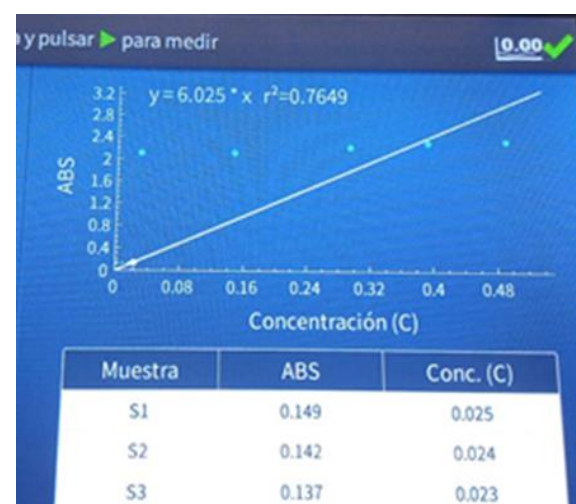 y pulsar para medir
0.00
y=6.025*x r²=0.7649
3.2
2.8
2.4
2
1.6
1.2
0.8
0.4
0
ABS
0 0.08 0.16 0.24 0.32 0.4 0.48
Concentración (C)
Muestra ABS Conc. (C)
S1 0.149 0.025
S2 0.142 0.024
S3 0.137 0.023